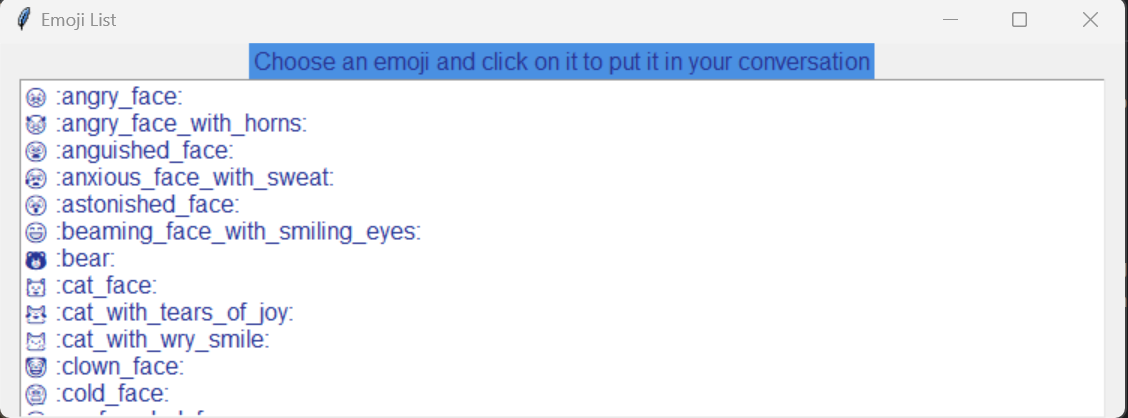 Emoji List
Choose an emoji and click on it to put it in your conversation
:angry_face:
:angry_face_with_horns:
:anguished_face:
:anxious_face_with_sweat:
:astonished_face:
:beaming_face_with_smiling_eyes:
:bear:
:cat_face:
:cat_with_tears_of_joy:
:cat_with_wry_smile:
:clown_face:
:cold_face: